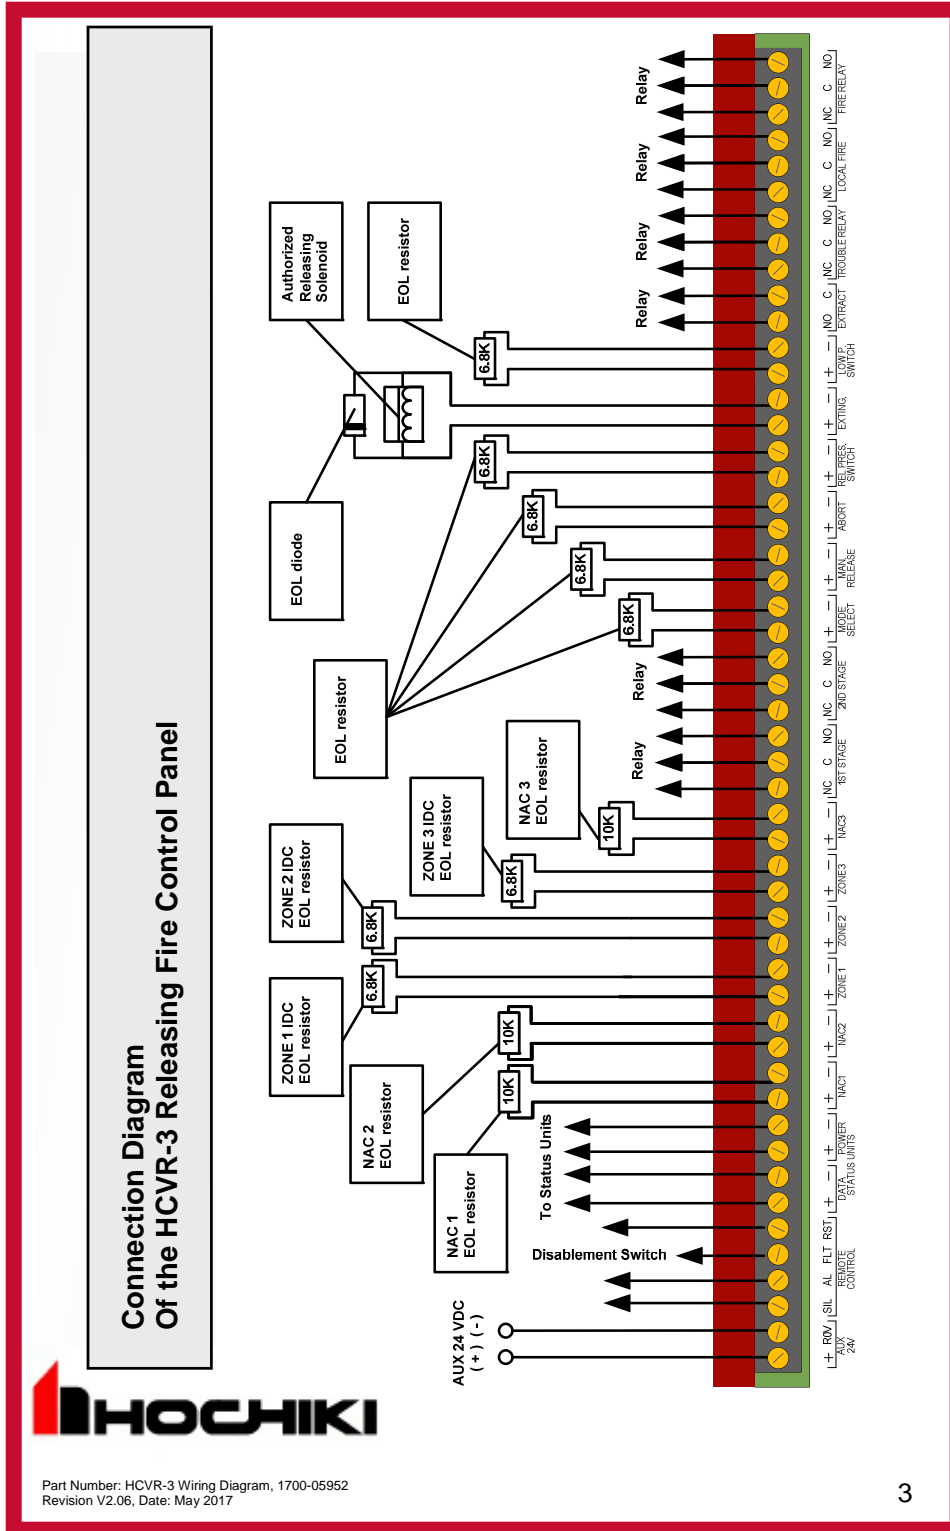 Connection Diagram
Of the HCVR-3 Releasing Fire Control Panel
AUX 24 VDC
( + ) ( - )
Disablement Switch
To Status Units
NAC 1
EOL resistor
10K
NAC 2
EOL resistor
10K
ZONE 1 IDC
EOL resistor
6.8K
ZONE 2 IDC
EOL resistor
6.8K
ZONE 3 IDC
EOL resistor
6.8K
NAC 3
EOL resistor
10K
Relay
Relay
EOL resistor
6.8K
6.8K
6.8K
6.8K
EOL diode
Authorized
Releasing
Solenoid
EOL resistor
6.8K
Relay
Relay
Relay
Relay
+ R0V
AUX
24V
SIL AL FLT RST
REMOTE
CONTROL
+ − + −
DATA POWER
STATUS UNITS
+ −
NAC1
+ −
NAC2
+ −
ZONE 1
+ −
ZONE 2
+ −
ZONE 3
+ −
NAC3
NC C NO
1ST STAGE
NC C NO
2ND STAGE
+ −
MODE
SELECT
+ −
MAN.
RELEASE
+ −
ABORT
+ −
REL.PRES.
SWITCH
+ −
EXTING.
+ −
LOW P.
SWITCH
NO C
EXTRACT
NC C NO
TROUBLE RELAY
NC C NO
LOCAL FIRE
NC C NO
FIRE RELAY
HOCHIKI
Part Number: HCVR-3 Wiring Diagram, 1700-05952
Revision V2.06, Date: May 2017
3